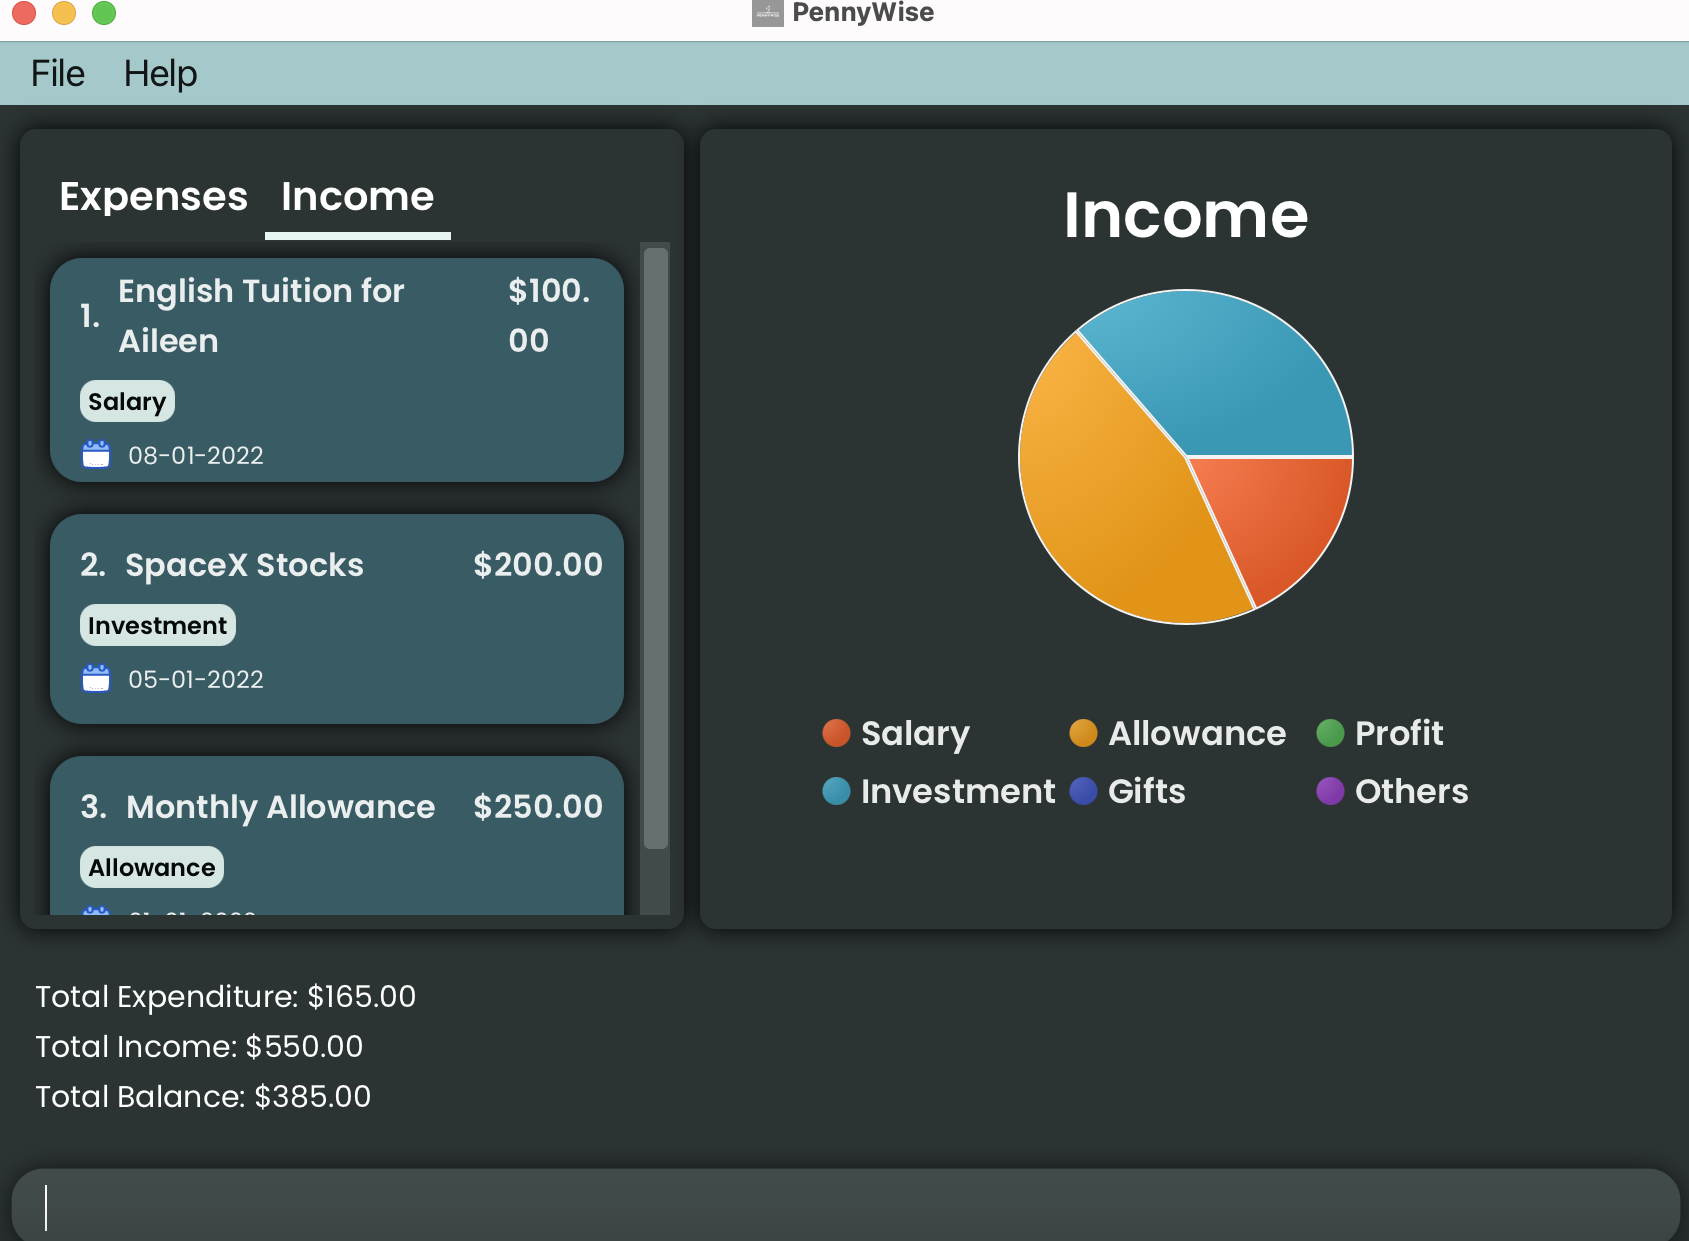 PennyWise
File Help
Expenses Income
1. English Tuition for Aileen $100.00
Salary
08-01-2022
2. SpaceX Stocks $200.00
Investment
05-01-2022
3. Monthly Allowance $250.00
Allowance
Income
Salary Allowance Profit
Investment Gifts Others
Total Expenditure: $165.00
Total Income: $550.00
Total Balance: $385.00